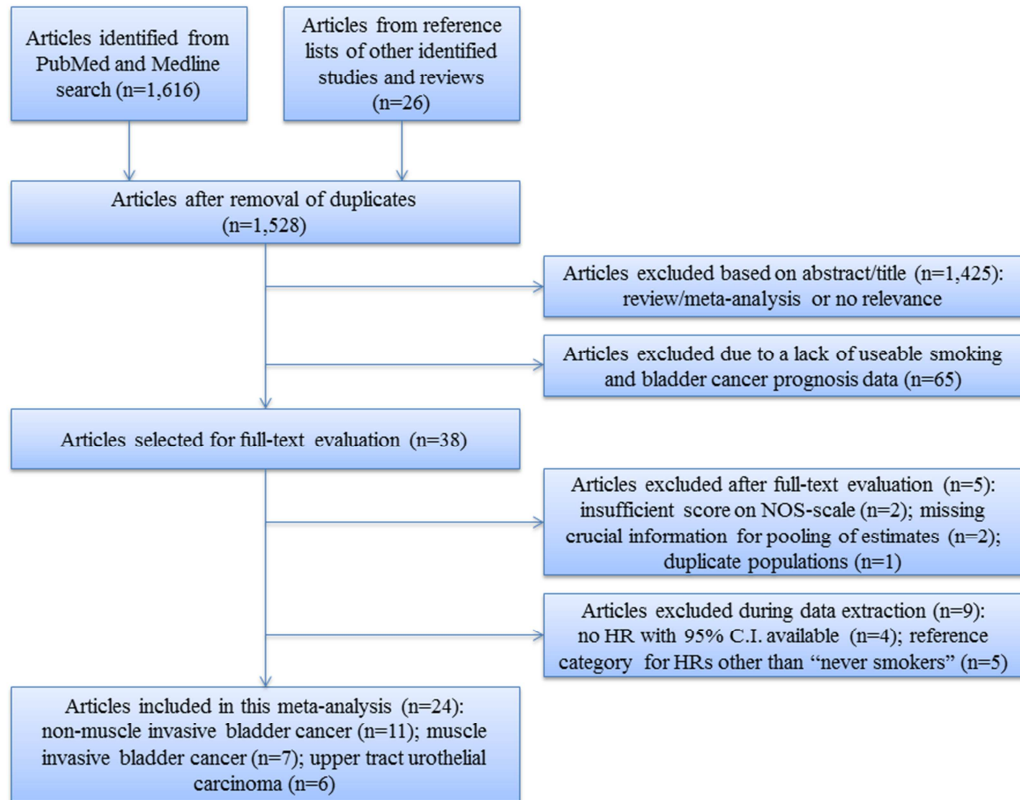 Articles identified from
PubMed and Medline
search (n=1,616)
Articles from reference
lists of other identified
studies and reviews
(n=26)
Articles after removal of duplicates
(n=1,528)
Articles excluded based on abstract/title (n=1,425):
review/meta-analysis or no relevance
Articles excluded due to a lack of useable smoking
and bladder cancer prognosis data (n=65)
Articles selected for full-text evaluation (n=38)
Articles excluded after full-text evaluation (n=5):
insufficient score on NOS-scale (n=2); missing
crucial information for pooling of estimates (n=2);
duplicate populations (n=1)
Articles excluded during data extraction (n=9):
no HR with 95% C.I. available (n=4); reference
category for HRs other than “never smokers” (n=5)
Articles included in this meta-analysis (n=24):
non-muscle invasive bladder cancer (n=11); muscle
invasive bladder cancer (n=7); upper tract urothelial
carcinoma (n=6)